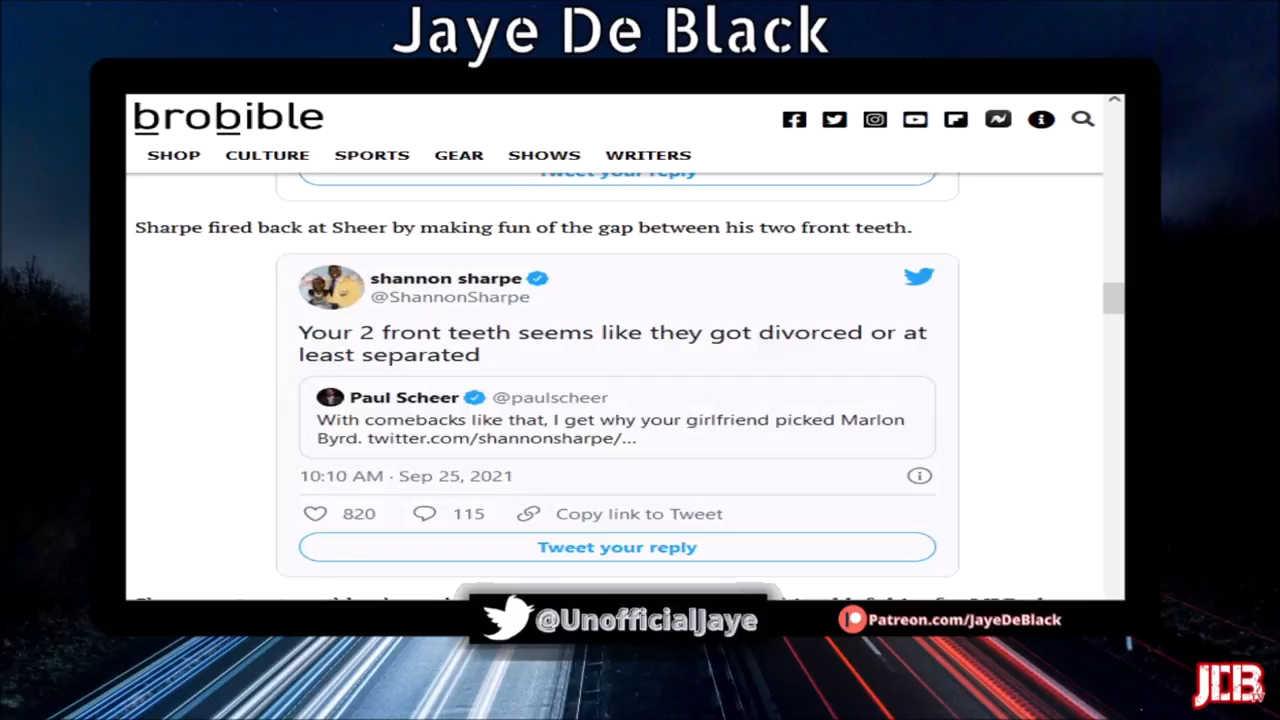 Jaye De Black
brobible
SHOP CULTURE SPORTS GEAR SHOWS WRITERS
Tweet your reply
Sharpe fired back at Sheer by making fun of the gap between his two front teeth.
shannon sharpe
@ShannonSharpe
Your 2 front teeth seems like they got divorced or at
least separated
Paul Scheer @paulscheer
With comebacks like that, I get why your girlfriend picked Marlon
Byrd. twitter.com/shannonsharpe/...
10:10 AM · Sep 25, 2021
820 115 Copy link to Tweet
Tweet your reply
@UnofficialJaye
Patreon.com/JayeDeBlack